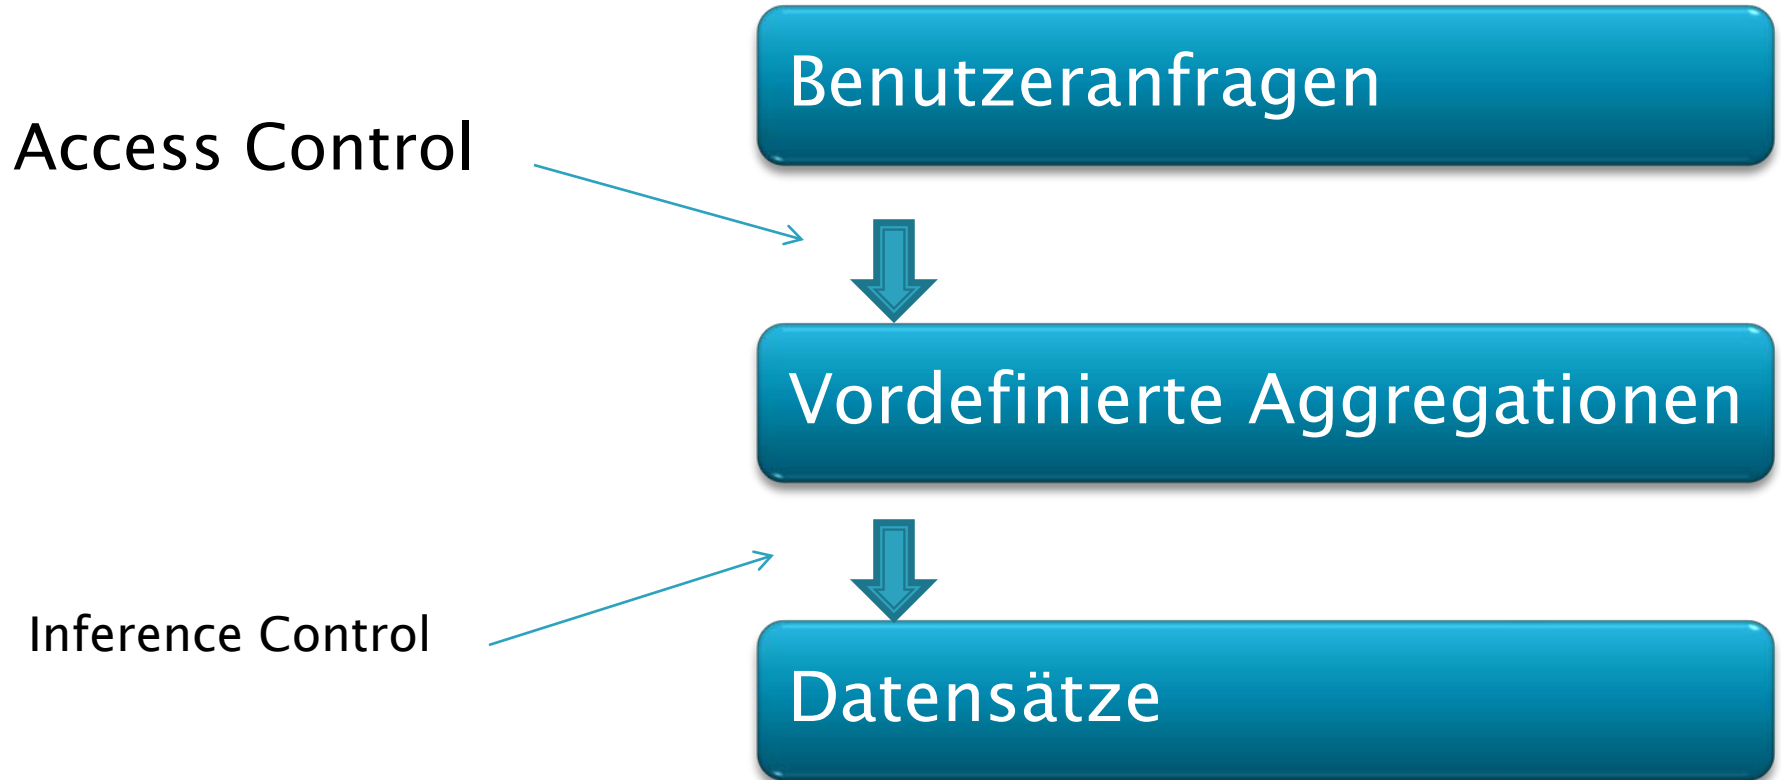 Benutzeranfragen
Access Control
Vordefinierte Aggregationen
Inference Control
Datensätze